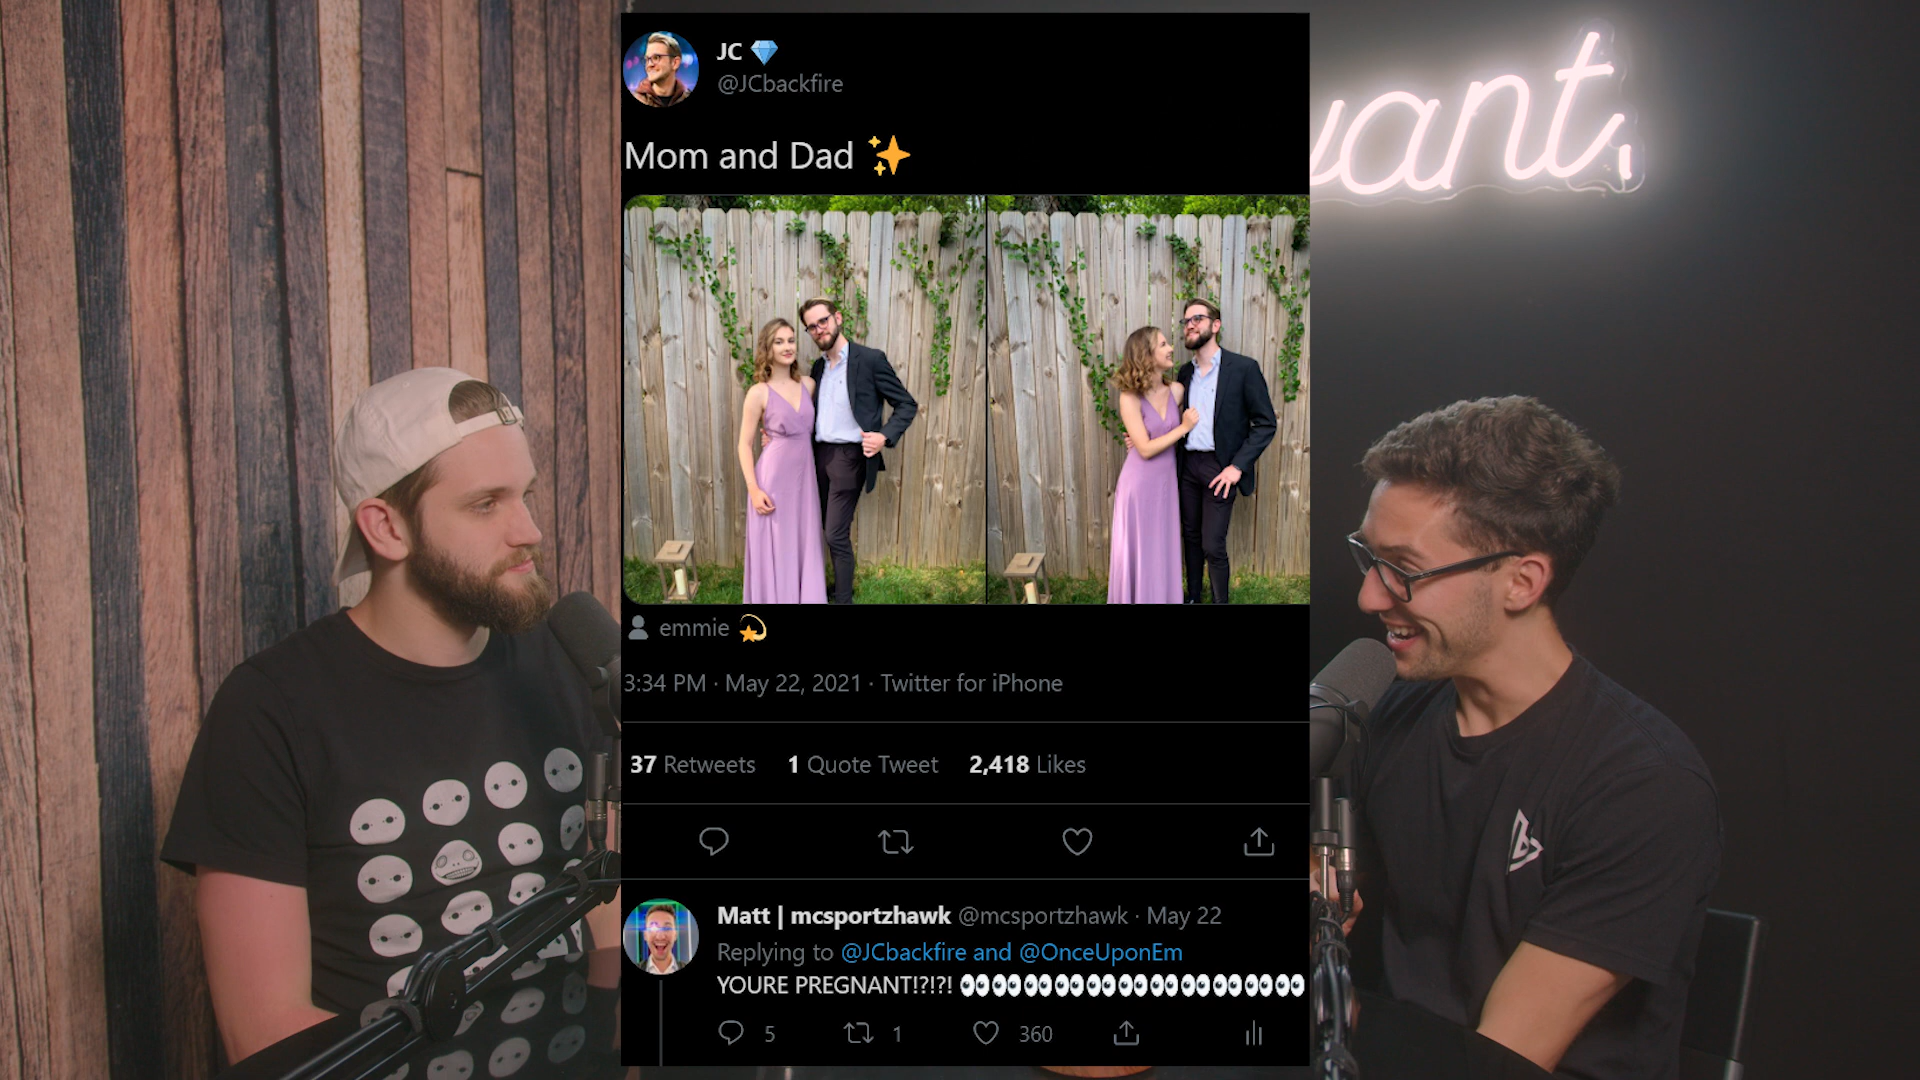 JC 💎
@JCbackfire
Mom and Dad ✨
emmie 💫
3:34 PM · May 22, 2021 · Twitter for iPhone
37 Retweets 1 Quote Tweet 2,418 Likes
Matt | mcsportzhawk @mcsportzhawk · May 22
Replying to @JCbackfire and @OnceUponEm
YOURE PREGNANT!?!?! 👀👀👀👀👀👀👀👀👀👀👀
5 1 360